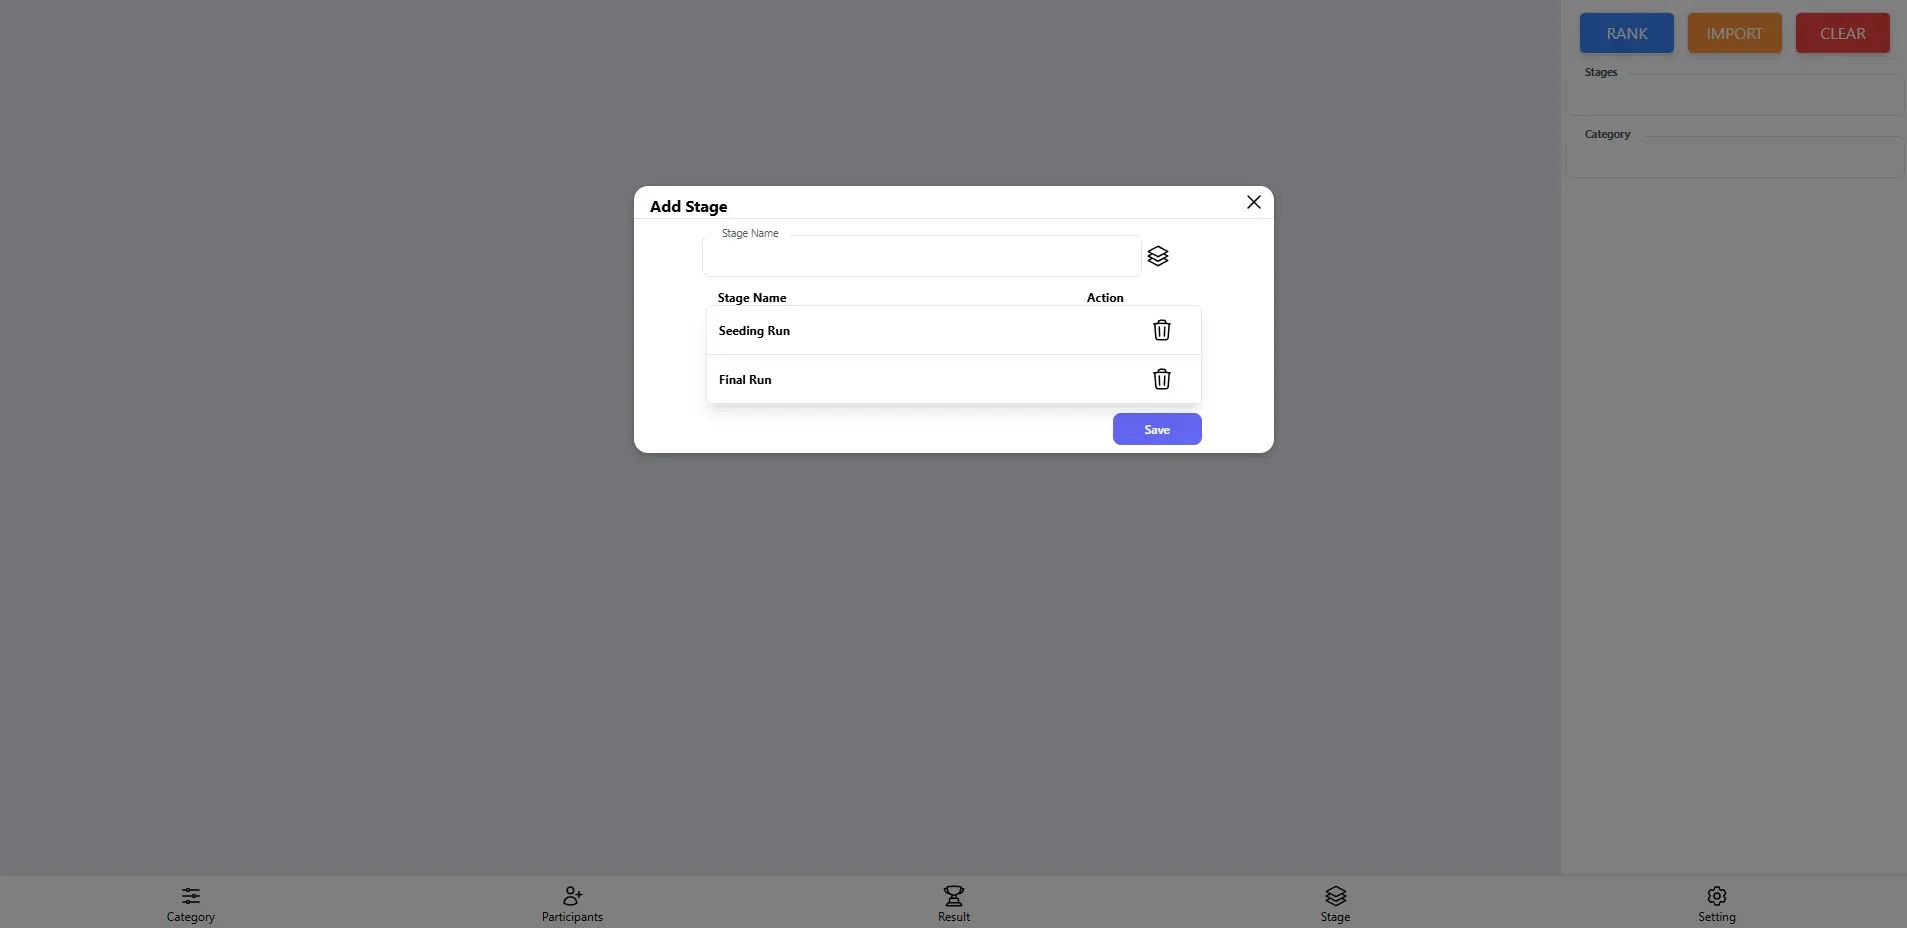 RANK IMPORT CLEAR
Stages
Category
Add Stage
Stage Name
Stage Name Action
Seeding Run
Final Run
Save
Category Participants Result Stage Setting